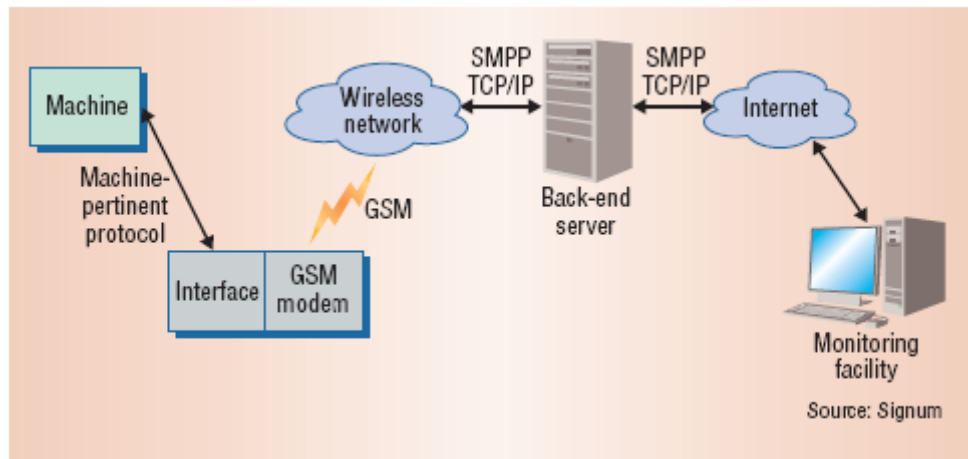 Machine
Machine-
pertinent
protocol
Interface
GSM
modem
GSM
Wireless
network
SMPP
TCP/IP
Back-end
server
SMPP
TCP/IP
Internet
Monitoring
facility
Source: Signum